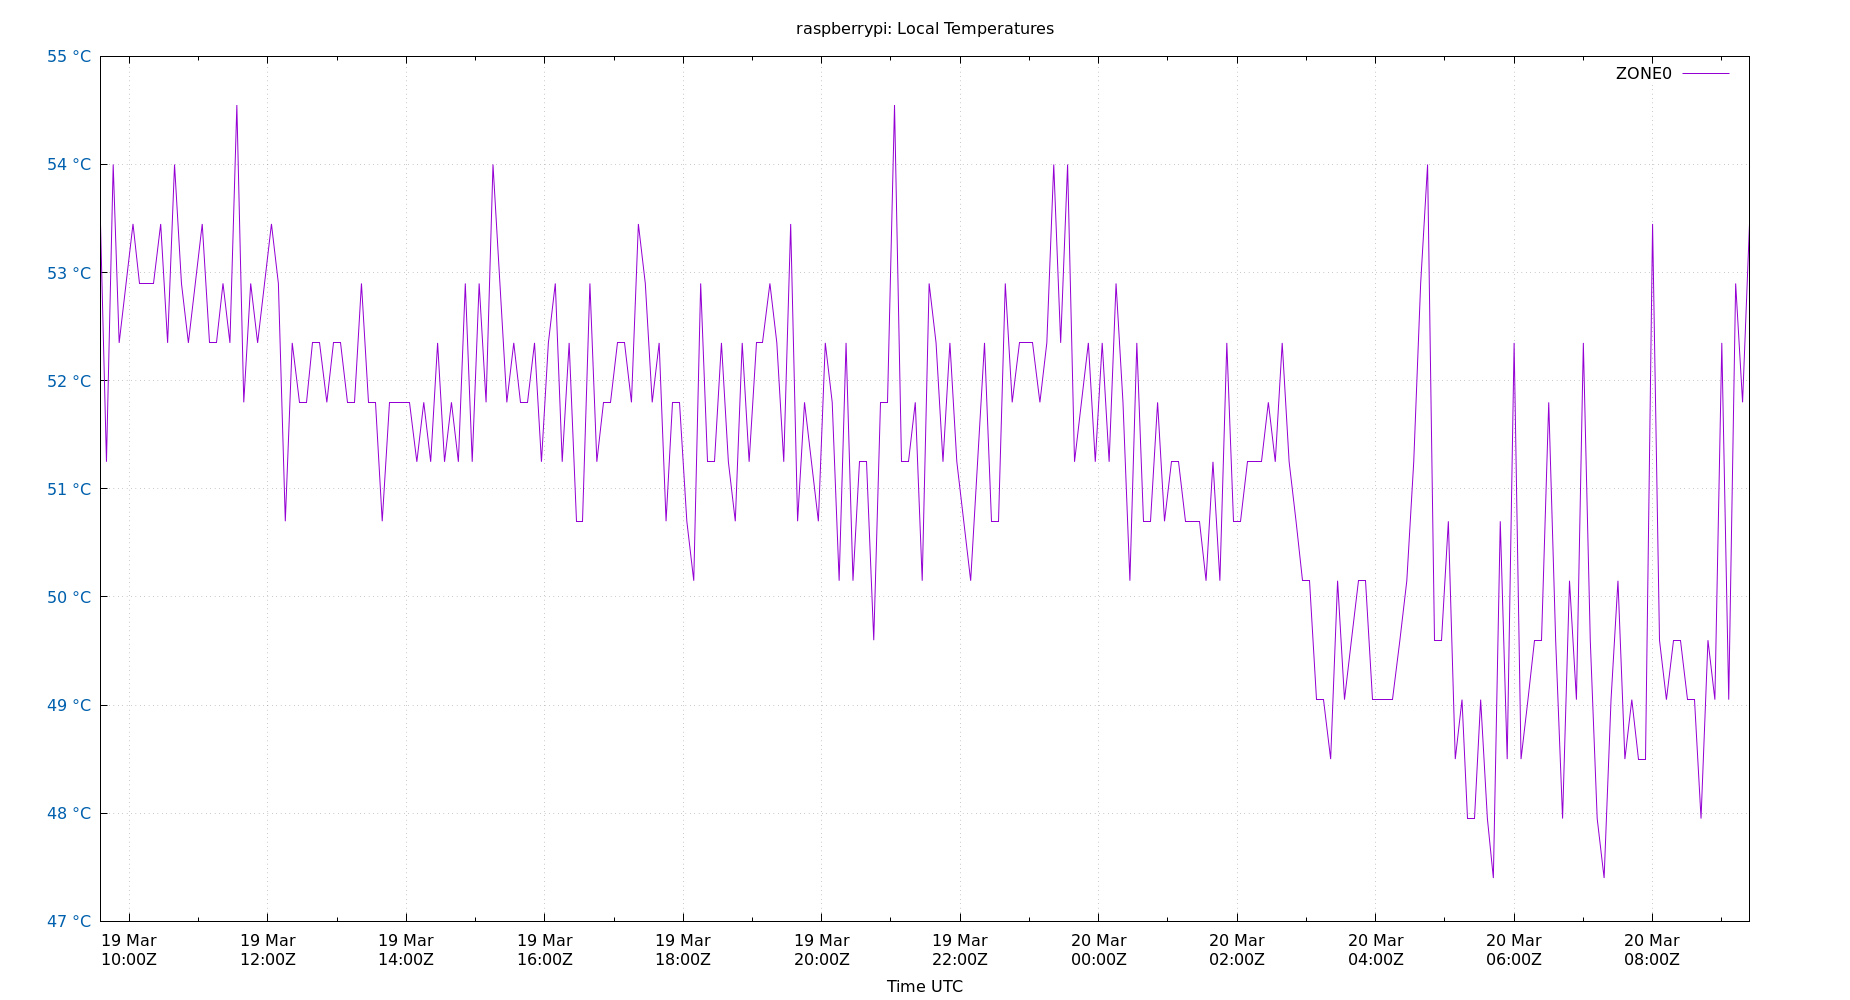 raspberrypi: Local Temperatures
55 °C
ZONE0
54 °C
53 °C
52 °C
51 °C
50 °C
49 °C
48 °C
47 °C
19 Mar 19 Mar 19 Mar 19 Mar 19 Mar 19 Mar 19 Mar 20 Mar 20 Mar 20 Mar 20 Mar 20 Mar
10:00Z 12:00Z 14:00Z 16:00Z 18:00Z 20:00Z 22:00Z 00:00Z 02:00Z 04:00Z 06:00Z 08:00Z
Time UTC